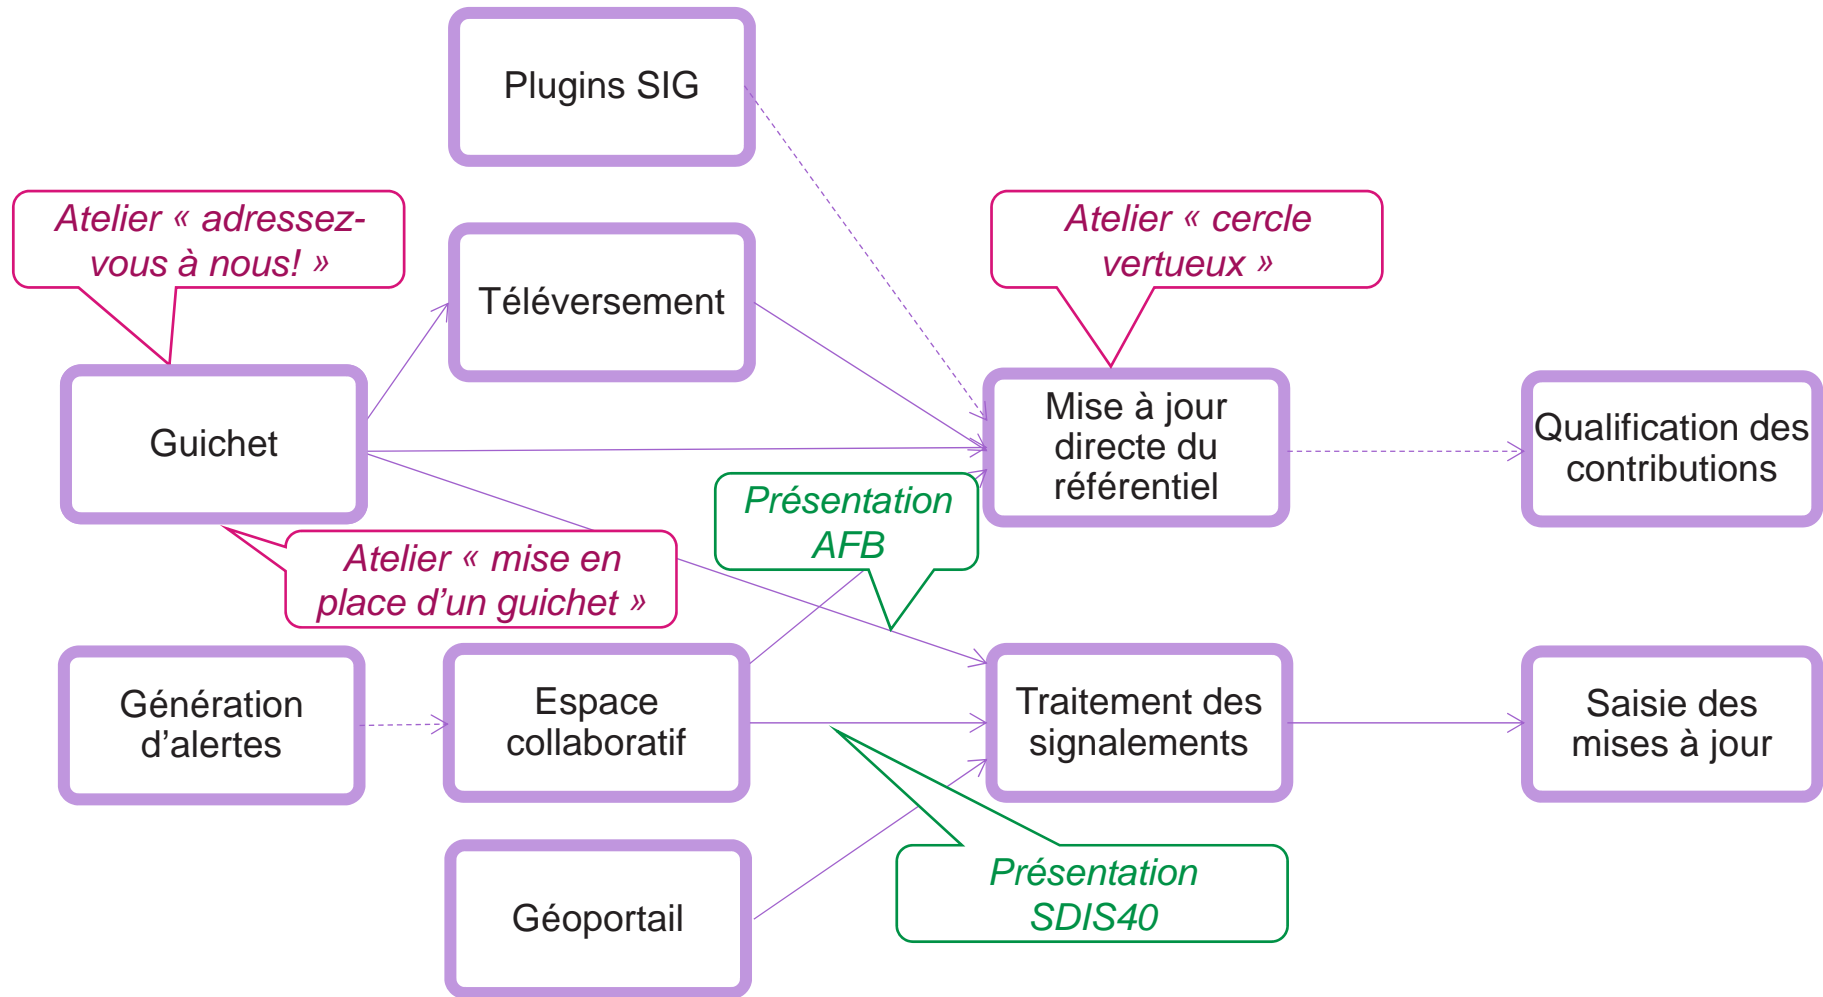 Plugins SIG
Atelier « adressez-
vous à nous! »
Atelier « cercle
vertueux »
Téléversement
Guichet
Mise à jour
directe du
référentiel
Qualification des
contributions
Présentation
AFB
Atelier « mise en
place d’un guichet »
Génération
d’alertes
Espace
collaboratif
Traitement des
signalements
Saisie des
mises à jour
Géoportail
Présentation
SDIS40